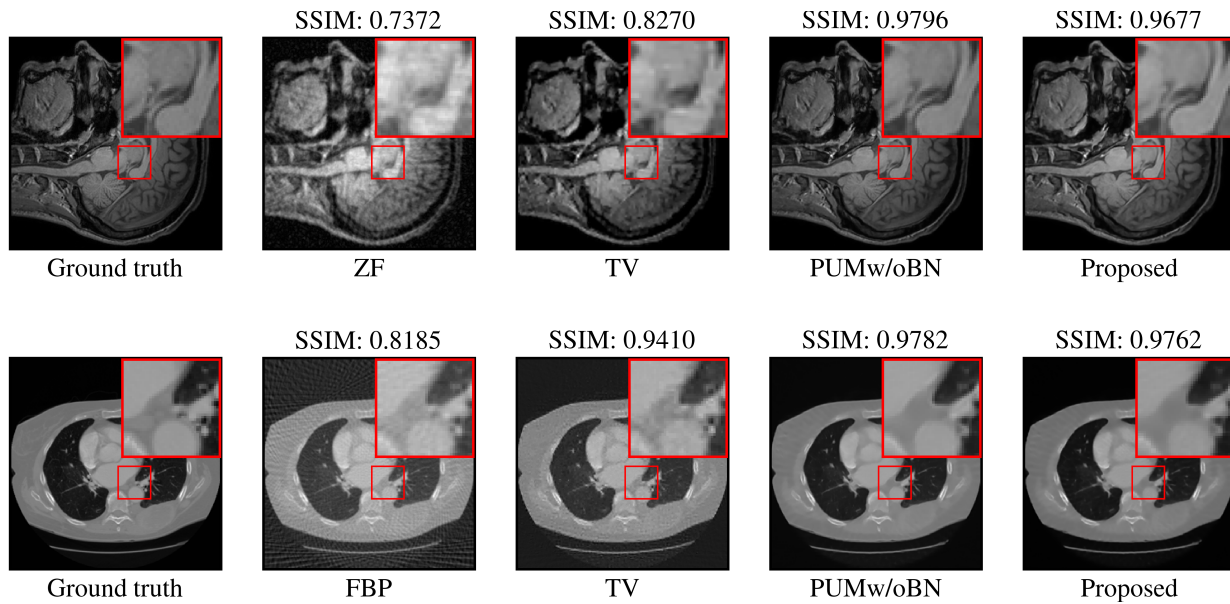 SSIM: 0.7372 SSIM: 0.8270 SSIM: 0.9796 SSIM: 0.9677
Ground truth ZF TV PUMw/oBN Proposed
SSIM: 0.8185 SSIM: 0.9410 SSIM: 0.9782 SSIM: 0.9762
Ground truth FBP TV PUMw/oBN Proposed